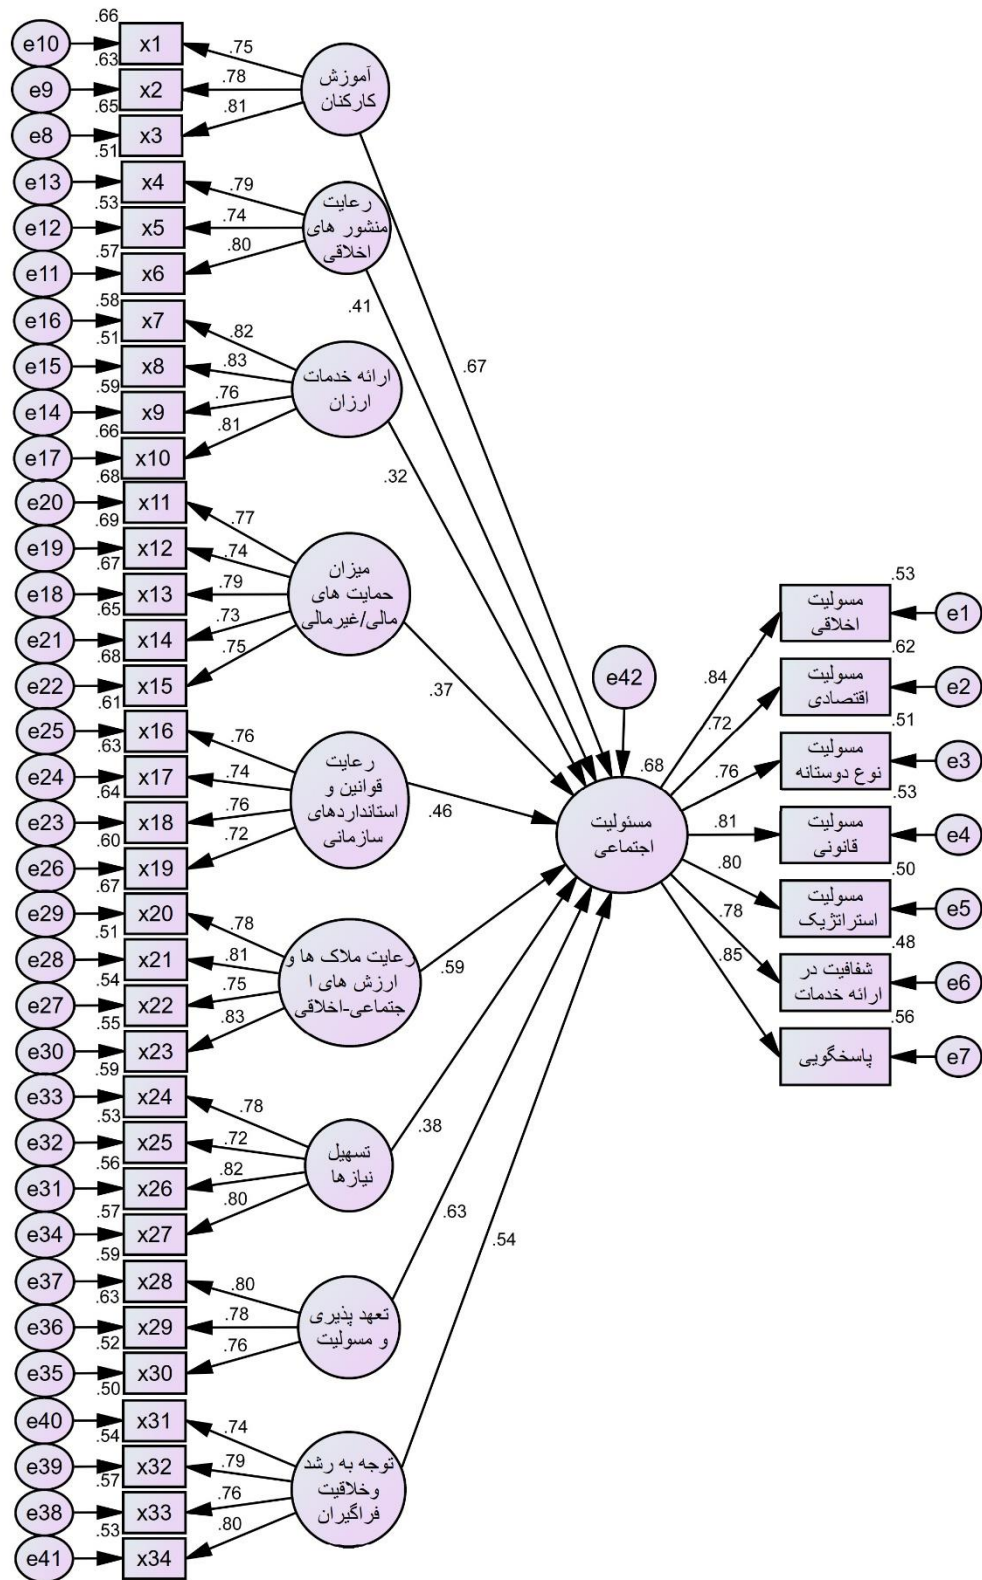 .66
e10
x1
.75
.63
e9
x2
.78
.65
e8
x3
.81
آموزش
کارکنان
.67
.51
e13
x4
.79
.53
e12
x5
.74
.57
e11
x6
.80
رعایت
منشور های
اخلاقی
.41
.58
e16
x7
.82
.51
e15
x8
.83
.59
e14
x9
.76
.66
e17
x10
.81
ارائه خدمات
ارزان
.32
.68
e20
x11
.77
.69
e19
x12
.74
.67
e18
x13
.79
.65
e21
x14
.73
.68
e22
x15
.75
میزان
حمایت های
مالی/غیرمالی
.37
.61
e25
x16
.76
.63
e24
x17
.74
.64
e23
x18
.76
.60
e26
x19
.72
رعایت
قوانین و
استانداردهای
سازمانی
.46
.67
e29
x20
.78
.51
e28
x21
.81
.54
e27
x22
.75
.55
e30
x23
.83
رعایت ملاک ها و
ارزش های ا
جتماعی-اخلاقی
.59
.59
e33
x24
.78
.53
e32
x25
.72
.56
e31
x26
.82
.57
e34
x27
.80
تسهیل
نیازها
.38
.59
e37
x28
.80
.63
e36
x29
.78
.52
e35
x30
.76
تعهد پذیری
و مسولیت
.63
.50
e40
x31
.74
.54
e39
x32
.79
.57
e38
x33
.76
.53
e41
x34
.80
توجه به رشد
وخلاقیت
فراگیران
.54
e42
.68
مسئولیت
اجتماعی
.84
.53
مسولیت
اخلاقی
e1
.72
.62
مسولیت
اقتصادی
e2
.76
.51
مسولیت
نوع دوستانه
e3
.81
.53
مسولیت
قانونی
e4
.80
.50
مسولیت
استراتژیک
e5
.78
.48
شفافیت در
ارائه خدمات
e6
.85
.56
پاسخگویی
e7